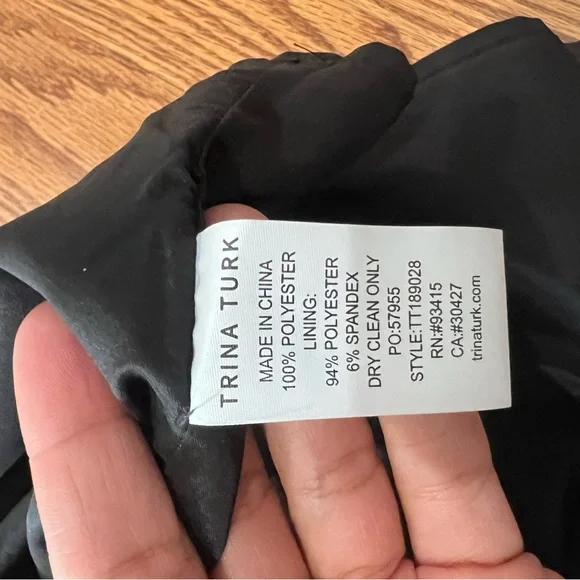 TRINA TURK
MADE IN CHINA
100% POLYESTER
LINING:
94% POLYESTER
6% SPANDEX
DRY CLEAN ONLY
PO:57955
STYLE:TT189028
RN:#93415
CA:#30427
trinaturk.com